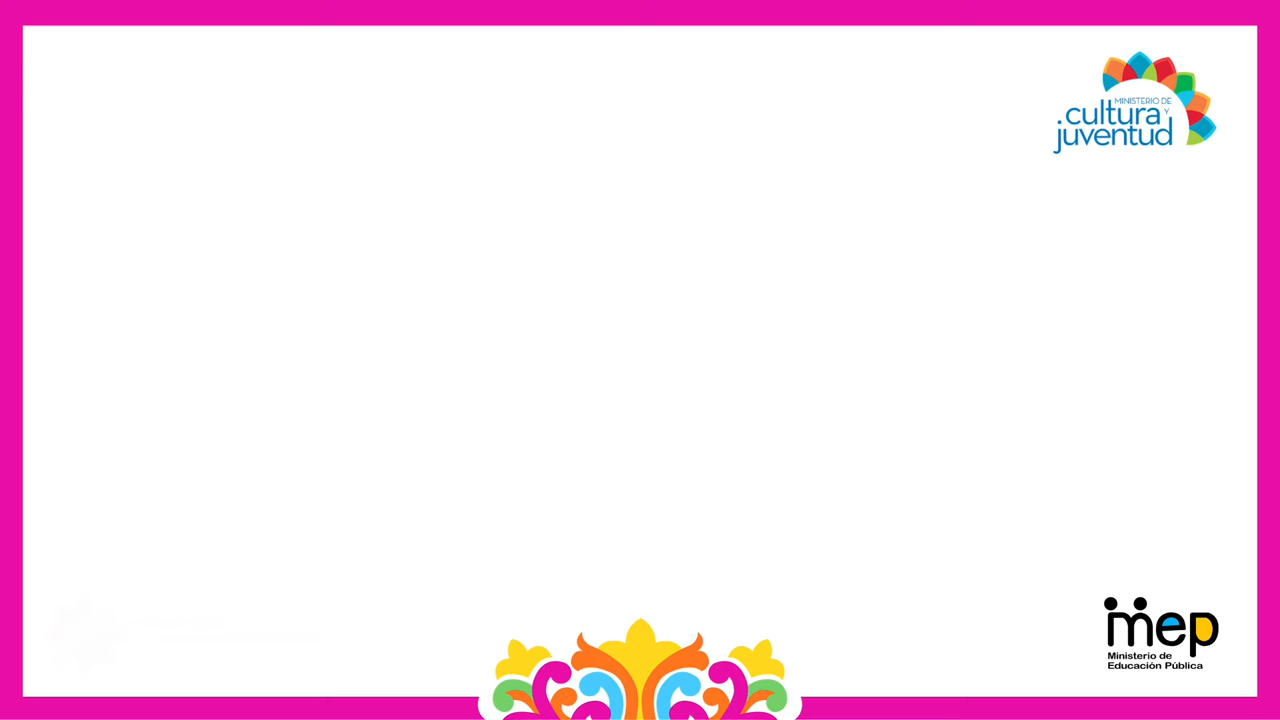 MINISTERIO DE
cultura y
juventud
mep
Ministerio de
Educación Pública